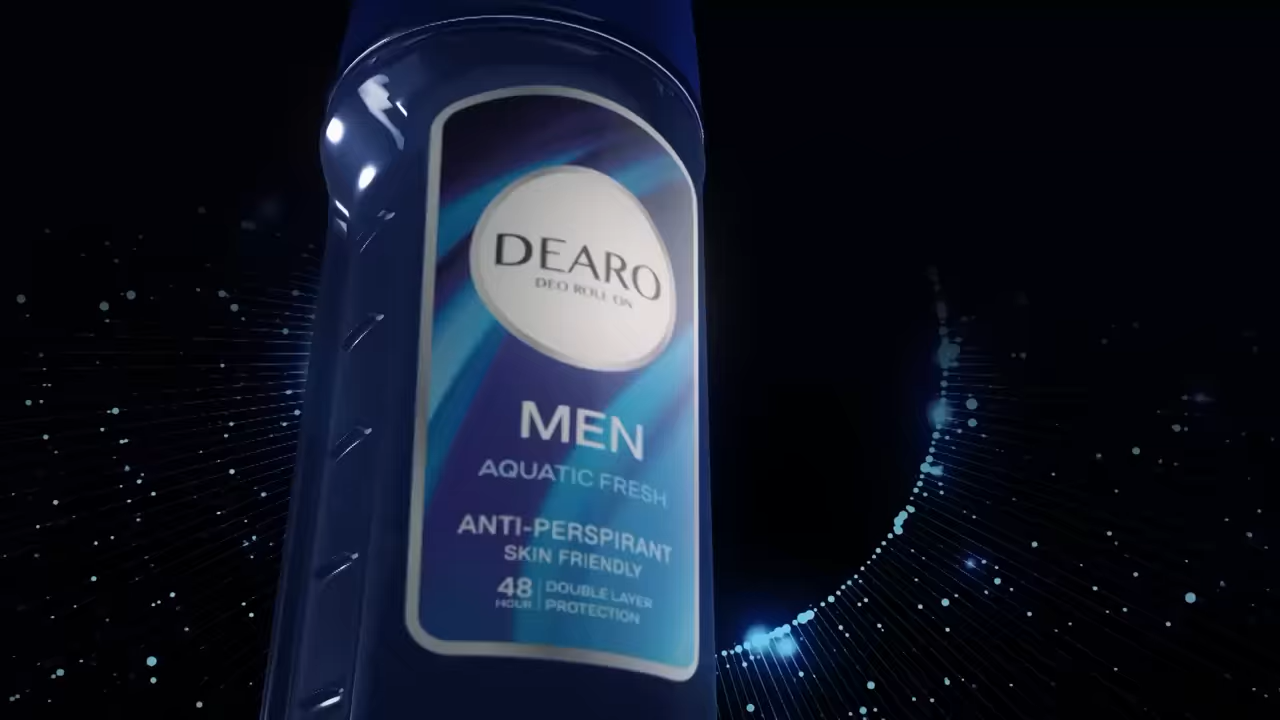 DEARO
DEO ROLL ON
MEN
AQUATIC FRESH
ANTI-PERSPIRANT
SKIN FRIENDLY
48 DOUBLE LAYER
HOUR PROTECTION